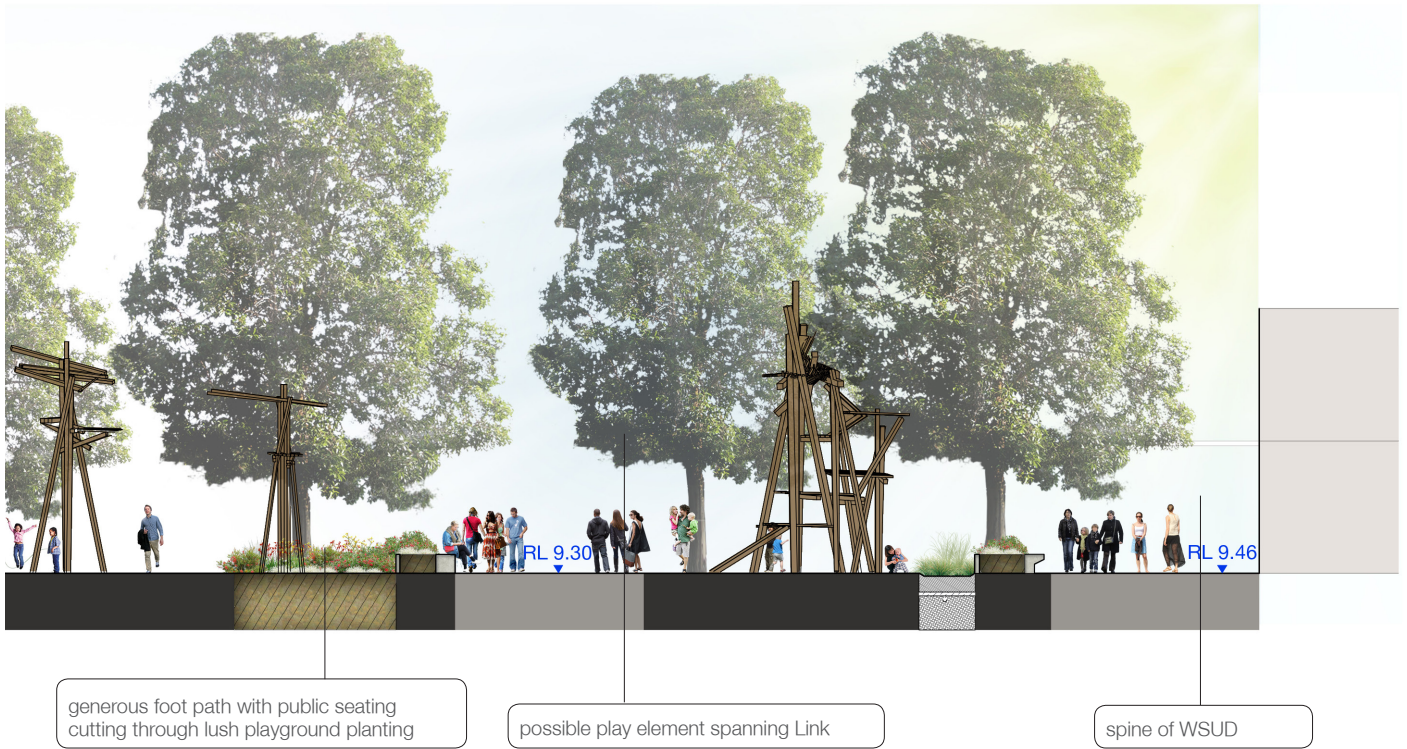 RL 9.30
RL 9.46
generous foot path with public seating
cutting through lush playground planting
possible play element spanning Link
spine of WSUD